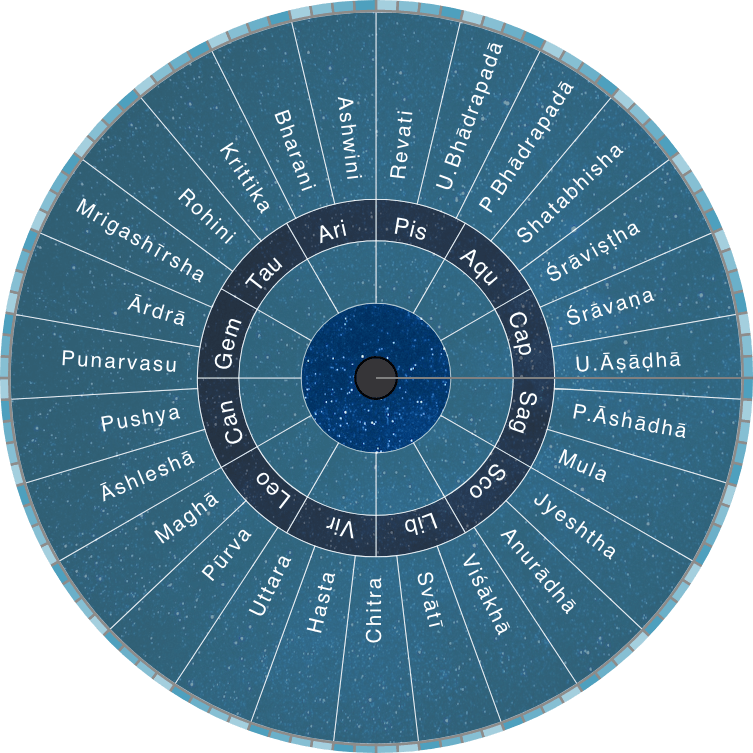 Ashwini
Bharani
Krittika
Rohini
Mrigashīrsha
Ārdrā
Punarvasu
Pushya
Āshleshā
Maghā
Pūrva
Uttara
Hasta
Chitra
Svātī
Viśākhā
Anurādhā
Jyeshtha
Mula
P.Āshādhā
U.Āṣāḍhā
Śrāvaṇa
Śrāviṣṭha
Shatabhisha
P.Bhādrapadā
U.Bhādrapadā
Revati
Ari
Tau
Gem
Can
Leo
Vir
Lib
Sco
Sag
Cap
Aqu
Pis